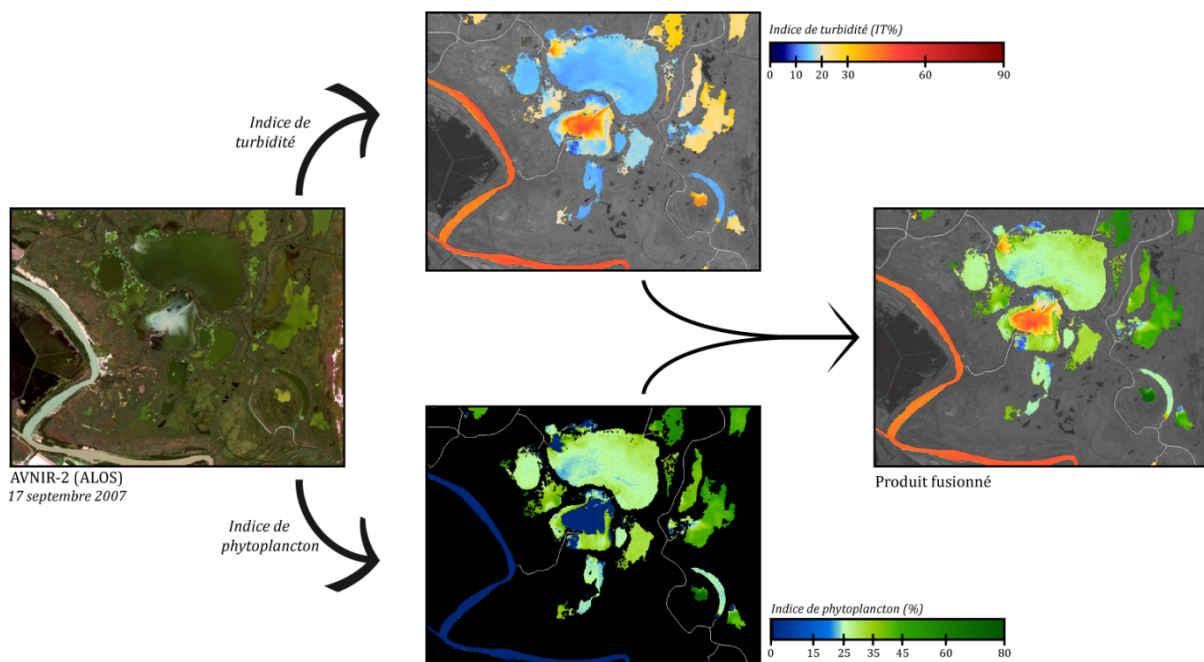 Indice de turbidité (IT%)
0 10 20 30 60 90
Indice de
turbidité
AVNIR-2 (ALOS)
17 septembre 2007
Produit fusionné
Indice de
phytoplancton
Indice de phytoplancton (%)
0 15 25 35 45 60 80